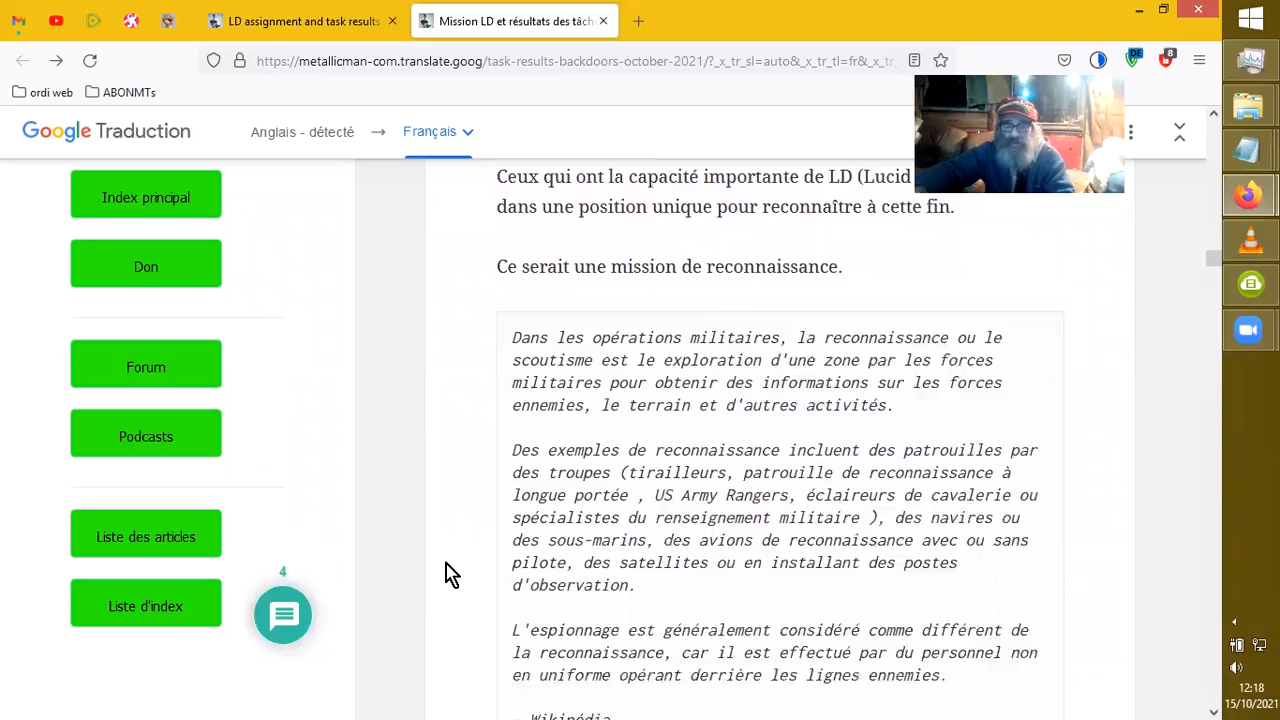 LD assignment and task results
Mission LD et résultats des tâch
https://metallicman-com.translate.goog/task-results-backdoors-october-2021/?_x_tr_sl=auto&_x_tr_tl=fr&_x_tr_
DE
8
ordi web
ABONMTs
Google Traduction
Anglais - détecté
Français
Index principal
Don
Forum
Podcasts
Liste des articles
Liste d'index
4
Ceux qui ont la capacité importante de LD (Lucid
dans une position unique pour reconnaître à cette fin.
Ce serait une mission de reconnaissance.
Dans les opérations militaires, la reconnaissance ou le
scoutisme est le exploration d'une zone par les forces
militaires pour obtenir des informations sur les forces
ennemies, le terrain et d'autres activités.
Des exemples de reconnaissance incluent des patrouilles par
des troupes (tirailleurs, patrouille de reconnaissance à
longue portée , US Army Rangers, éclaireurs de cavalerie ou
spécialistes du renseignement militaire ), des navires ou
des sous-marins, des avions de reconnaissance avec ou sans
pilote, des satellites ou en installant des postes
d'observation.
L'espionnage est généralement considéré comme différent de
la reconnaissance, car il est effectué par du personnel non
en uniforme opérant derrière les lignes ennemies.
- Wikipédia
12:18
15/10/2021